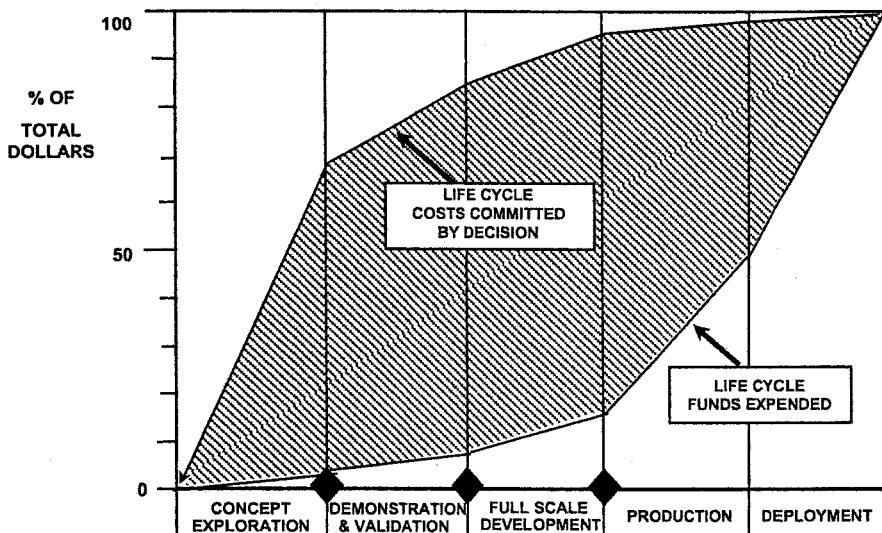 100
% OF
TOTAL
DOLLARS
LIFE CYCLE
COSTS COMMITTED
BY DECISION
50
LIFE CYCLE
FUNDS EXPENDED
0
CONCEPT
EXPLORATION
DEMONSTRATION
& VALIDATION
FULL SCALE
DEVELOPMENT
PRODUCTION
DEPLOYMENT